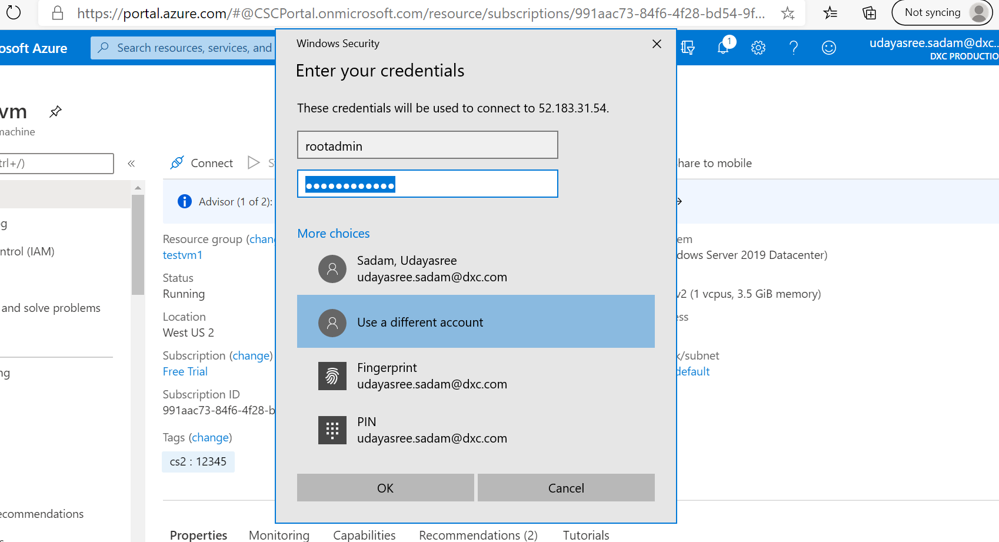 https://portal.azure.com/#@CSCPortal.onmicrosoft.com/resource/subscriptions/991aac73-84f6-4f28-bd54-9f...
Not syncing
osoft Azure
Search resources, services, and
1
udayasree.sadam@dxc...
DXC PRODUCTIO
Windows Security
Enter your credentials
These credentials will be used to connect to 52.183.31.54.
rootadmin
More choices
Sadam, Udayasree
udayasree.sadam@dxc.com
Use a different account
Fingerprint
udayasree.sadam@dxc.com
PIN
udayasree.sadam@dxc.com
OK
Cancel
vm
machine
trl+/)
«
Connect
S
hare to mobile
Advisor (1 of 2):
g
ntrol (IAM)
and solve problems
ng
ecommendations
Resource group (chang
testvm1
Status
Running
Location
West US 2
Subscription (change)
Free Trial
Subscription ID
991aac73-84f6-4f28-b
Tags (change)
cs2 : 12345
em
dows Server 2019 Datacenter)
v2 (1 vcpus, 3.5 GiB memory)
ess
k/subnet
default
Properties
Monitoring
Capabilities
Recommendations (2)
Tutorials